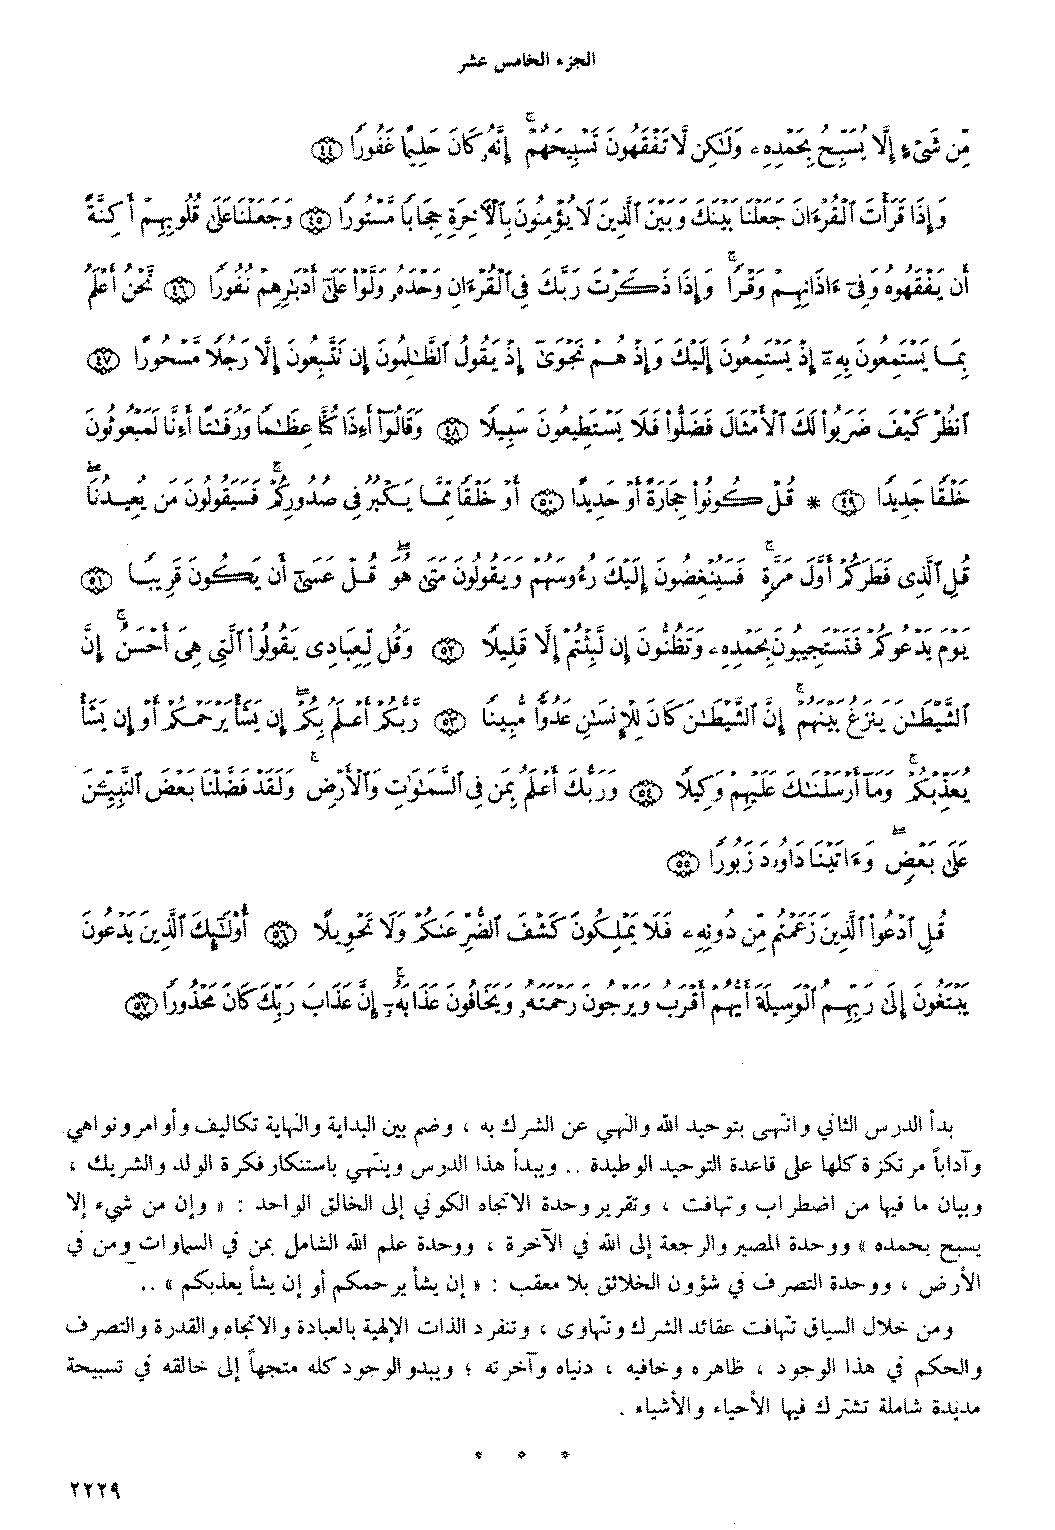 الجزء الخامس عشر
مِّن شَىْءٍ إِلَّا يُسَبِّحُ بِحَمْدِهِۦ وَلَٰكِن لَّا تَفْقَهُونَ تَسْبِيحَهُمْ ۚ إِنَّهُۥ كَانَ حَلِيمًا غَفُورًا ﴿٤٤﴾
وَإِذَا قَرَأْتَ ٱلْقُرْءَانَ جَعَلْنَا بَيْنَكَ وَبَيْنَ ٱلَّذِينَ لَا يُؤْمِنُونَ بِٱلْأَخِرَةِ حِجَابًا مَّسْتُورًا ﴿٤٥﴾ وَجَعَلْنَا عَلَىٰ قُلُوبِهِمْ أَكِنَّةً
أَن يَفْقَهُوهُ وَفِىٓ ءَاذَانِهِمْ وَقْرًا ۚ وَإِذَا ذَكَرْتَ رَبَّكَ فِى ٱلْقُرْءَانِ وَحْدَهُۥ وَلَّوْا۟ عَلَىٰٓ أَدْبَٰرِهِمْ نُفُورًا ﴿٤٦﴾ نَّحْنُ أَعْلَمُ
بِمَا يَسْتَمِعُونَ بِهِۦٓ إِذْ يَسْتَمِعُونَ إِلَيْكَ وَإِذْ هُمْ نَجْوَىٰٓ إِذْ يَقُولُ ٱلظَّٰلِمُونَ إِن تَتَّبِعُونَ إِلَّا رَجُلًا مَّسْحُورًا ﴿٤٧﴾
ٱنظُرْ كَيْفَ ضَرَبُوا۟ لَكَ ٱلْأَمْثَالَ فَضَلُّوا۟ فَلَا يَسْتَطِيعُونَ سَبِيلًا ﴿٤٨﴾ وَقَالُوٓا۟ أَءِذَا كُنَّا عِظَٰمًا وَرُفَٰتًا أَءِنَّا لَمَبْعُوثُونَ
خَلْقًا جَدِيدًا ﴿٤٩﴾ * قُلْ كُونُوا۟ حِجَارَةً أَوْ حَدِيدًا ﴿٥٠﴾ أَوْ خَلْقًا مِّمَّا يَكْبُرُ فِى صُدُورِكُمْ ۚ فَسَيَقُولُونَ مَن يُعِيدُنَا ۖ
قُلِ ٱلَّذِى فَطَرَكُمْ أَوَّلَ مَرَّةٍ ۚ فَسَيُنْغِضُونَ إِلَيْكَ رُءُوسَهُمْ وَيَقُولُونَ مَتَىٰ هُوَ ۖ قُلْ عَسَىٰٓ أَن يَكُونَ قَرِيبًا ﴿٥١﴾
يَوْمَ يَدْعُوكُمْ فَتَسْتَجِيبُونَ بِحَمْدِهِۦ وَتَظُنُّونَ إِن لَّبِثْتُمْ إِلَّا قَلِيلًا ﴿٥٢﴾ وَقُل لِّعِبَادِى يَقُولُوا۟ ٱلَّتِى هِىَ أَحْسَنُ ۚ إِنَّ
ٱلشَّيْطَٰنَ يَنزَغُ بَيْنَهُمْ ۚ إِنَّ ٱلشَّيْطَٰنَ كَانَ لِلْإِنسَٰنِ عَدُوًّا مُّبِينًا ﴿٥٣﴾ رَّبُّكُمْ أَعْلَمُ بِكُمْ ۖ إِن يَشَأْ يَرْحَمْكُمْ أَوْ إِن يَشَأْ
يُعَذِّبْكُمْ ۚ وَمَآ أَرْسَلْنَٰكَ عَلَيْهِمْ وَكِيلًا ﴿٥٤﴾ وَرَبُّكَ أَعْلَمُ بِمَن فِى ٱلسَّمَٰوَٰتِ وَٱلْأَرْضِ ۗ وَلَقَدْ فَضَّلْنَا بَعْضَ ٱلنَّبِيِّـۧنَ
عَلَىٰ بَعْضٍ ۖ وَءَاتَيْنَا دَاوُۥدَ زَبُورًا ﴿٥٥﴾
قُلِ ٱدْعُوا۟ ٱلَّذِينَ زَعَمْتُم مِّن دُونِهِۦ فَلَا يَمْلِكُونَ كَشْفَ ٱلضُّرِّ عَنكُمْ وَلَا تَحْوِيلًا ﴿٥٦﴾ أُو۟لَٰٓئِكَ ٱلَّذِينَ يَدْعُونَ
يَبْتَغُونَ إِلَىٰ رَبِّهِمُ ٱلْوَسِيلَةَ أَيُّهُمْ أَقْرَبُ وَيَرْجُونَ رَحْمَتَهُۥ وَيَخَافُونَ عَذَابَهُۥٓ ۚ إِنَّ عَذَابَ رَبِّكَ كَانَ مَحْذُورًا ﴿٥٧﴾
بدأ الدرس الثاني وانتهى بتوحيد الله والنهي عن الشرك به ، وضم بين البداية والنهاية تكاليف وأوامر ونواهي
وآداباً مرتكزة كلها على قاعدة التوحيد الوطيدة .. ويبدأ هذا الدرس وينتهي باستنكار فكرة الولد والشريك ،
وبيان ما فيها من اضطراب وتهافت ، وتقرير وحدة الاتجاه الكوني إلى الخالق الواحد : « وإن من شيء إلا
يسبح بحمده » ووحدة المصير والرجعة إلى الله في الآخرة ، ووحدة علم الله الشامل بمن في السماوات ومن في
الأرض ، ووحدة التصرف في شؤون الخلائق بلا معقب : « إن يشأ يرحمكم أو إن يشأ يعذبكم » ..
ومن خلال السياق تتهافت عقائد الشرك وتتهاوى ، وتتفرد الذات الإلهية بالعبادة والاتجاه والقدرة والتصرف
والحكم في هذا الوجود ، ظاهره وخافيه ، دنياه وآخرته ؛ ويبدو الوجود كله متجهاً إلى خالقه في تسبيحة
مديدة شاملة تشترك فيها الأحياء والأشياء .
* * *
٢٢٢٩